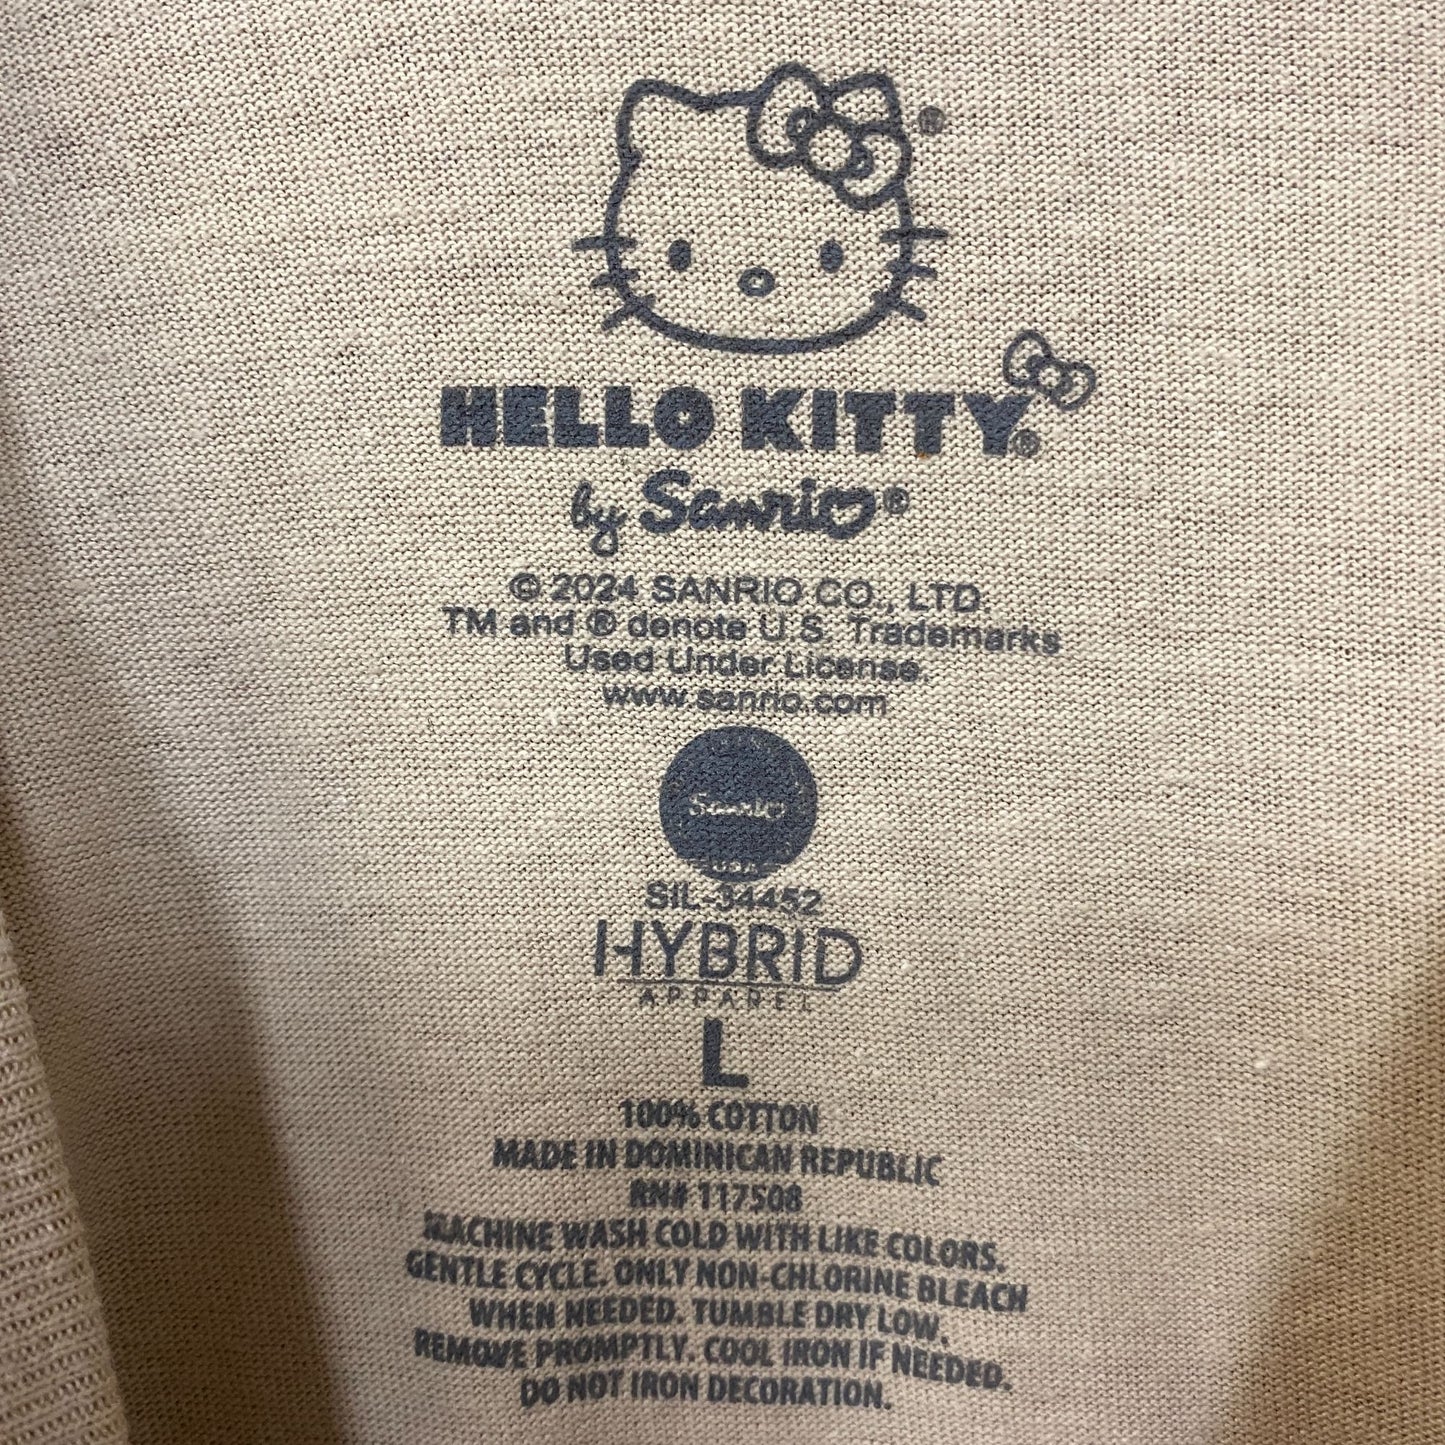 ®
HELLO KITTY®
by Sanrio®
© 2024 SANRIO CO., LTD.
TM and ® denote U.S. Trademarks
Used Under License.
www.sanrio.com
Sanrio
USA
SIL-34452
HYBRID
APPAREL
L
100% COTTON
MADE IN DOMINICAN REPUBLIC
RN# 117508
MACHINE WASH COLD WITH LIKE COLORS.
GENTLE CYCLE. ONLY NON-CHLORINE BLEACH
WHEN NEEDED. TUMBLE DRY LOW.
REMOVE PROMPTLY. COOL IRON IF NEEDED.
DO NOT IRON DECORATION.